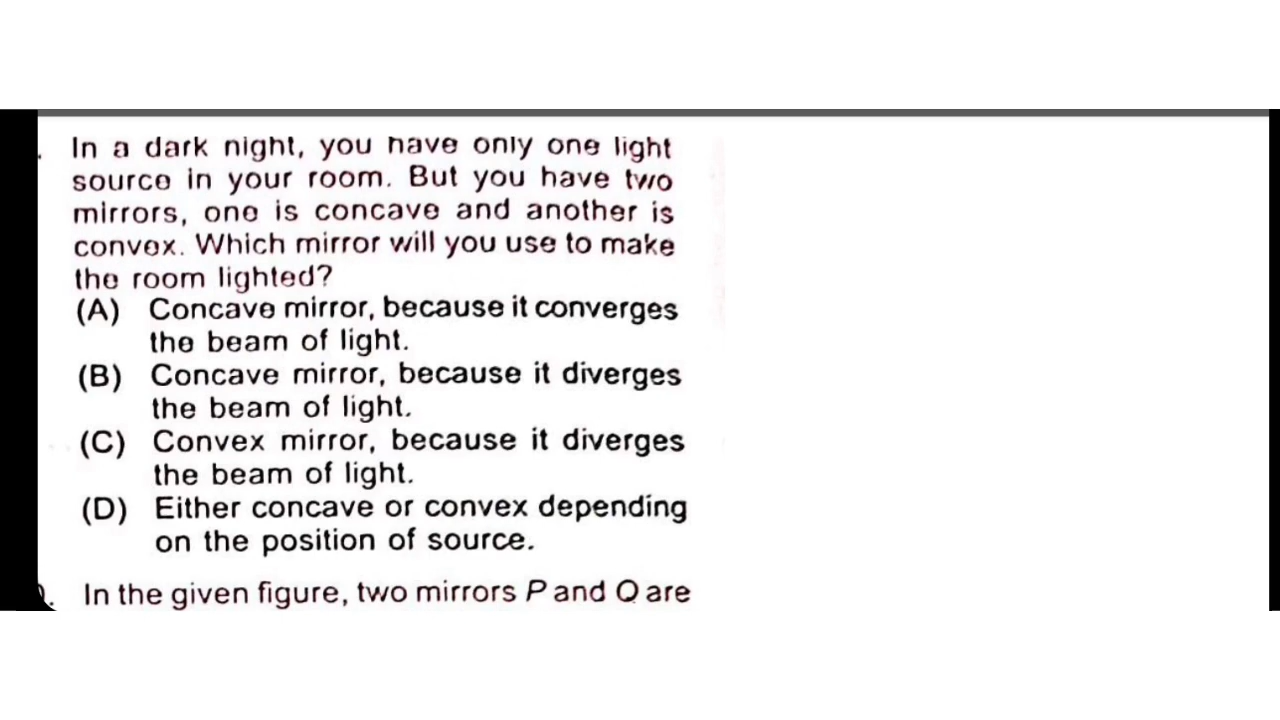 . In a dark night, you have only one light
source in your room. But you have two
mirrors, one is concave and another is
convex. Which mirror will you use to make
the room lighted?
(A) Concave mirror, because it converges
the beam of light.
(B) Concave mirror, because it diverges
the beam of light.
(C) Convex mirror, because it diverges
the beam of light.
(D) Either concave or convex depending
on the position of source.
. In the given figure, two mirrors P and Q are